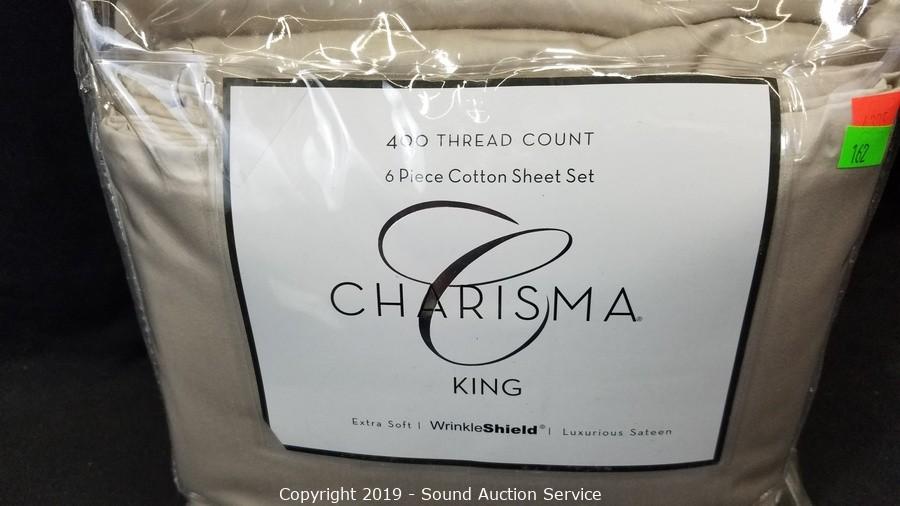 400 THREAD COUNT
6 Piece Cotton Sheet Set
CHARISMA®
KING
Extra Soft | WrinkleShield® | Luxurious Sateen
162
Copyright 2019 - Sound Auction Service